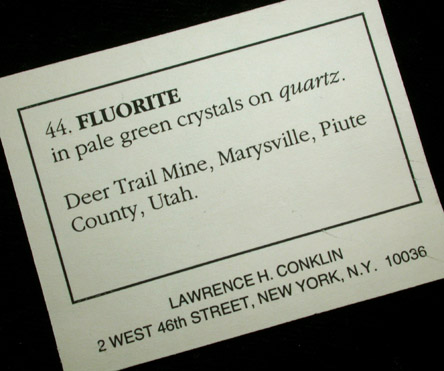 44. FLUORITE
in pale green crystals on quartz.
Deer Trail Mine, Marysville, Piute
County, Utah.
LAWRENCE H. CONKLIN
2 WEST 46th STREET, NEW YORK, N.Y. 10036